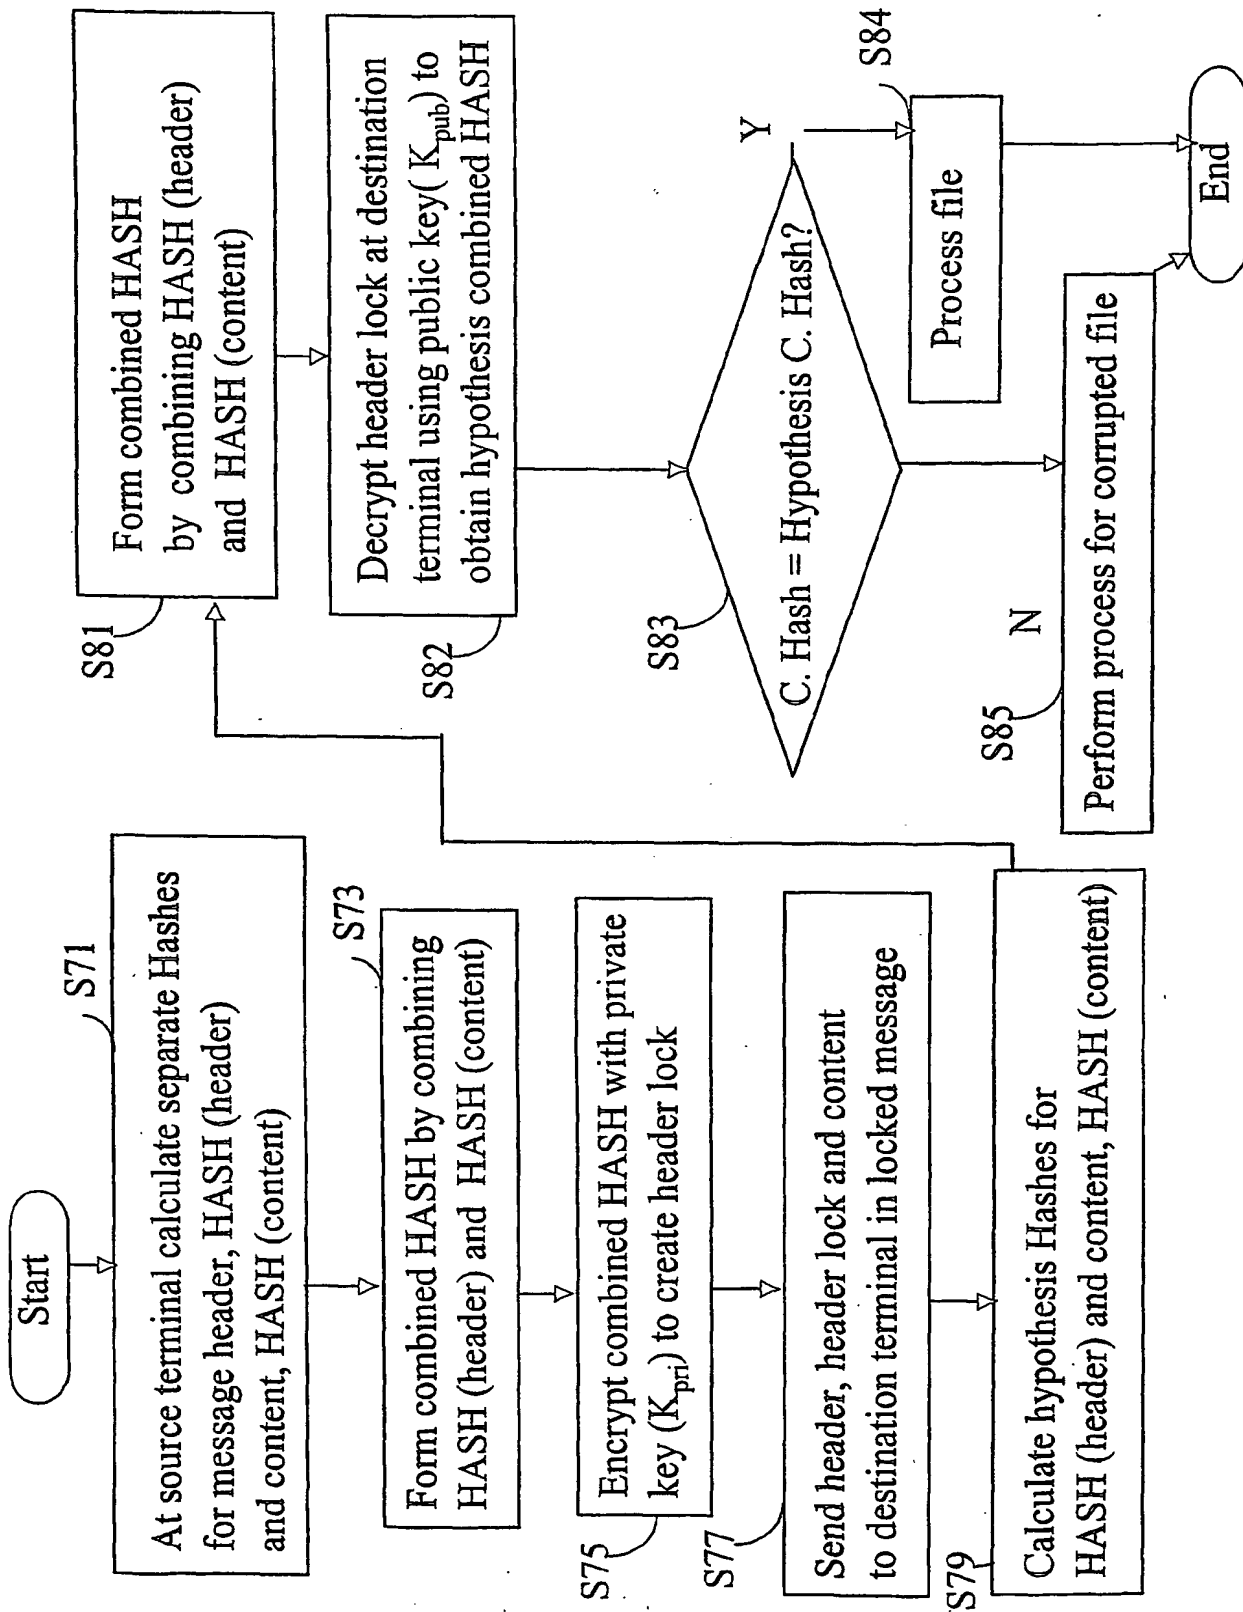 Start
S71
At source terminal calculate separate Hashes
for message header, HASH (header)
and content, HASH (content)
S73
Form combined HASH by combining
HASH (header) and HASH (content)
S75
Encrypt combined HASH with private
key (Kpri) to create header lock
S77
Send header, header lock and content
to destination terminal in locked message
S79
Calculate hypothesis Hashes for
HASH (header) and content, HASH (content)
S81
Form combined HASH
by combining HASH (header)
and HASH (content)
S82
Decrypt header lock at destination
terminal using public key( Kpub) to
obtain hypothesis combined HASH
S83
C. Hash = Hypothesis C. Hash?
Y
S84
Process file
N
S85
Perform process for corrupted file
End